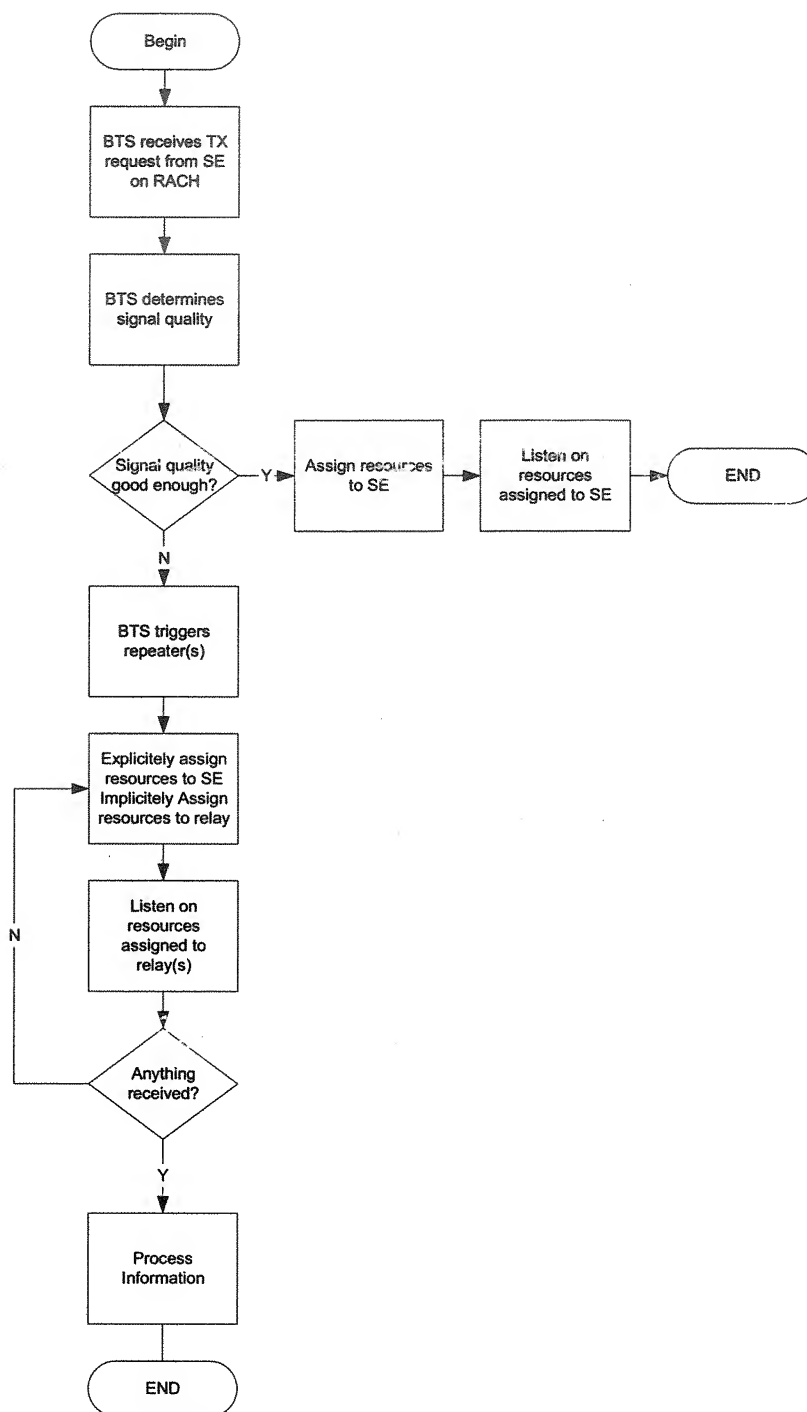 Begin
BTS receives TX
request from SE
on RACH
BTS determines
signal quality
Signal quality
good enough?
Y
Assign resources
to SE
Listen on
resources
assigned to SE
END
N
BTS triggers
repeater(s)
Explicitely assign
resources to SE
Implicitely Assign
resources to relay
Listen on
resources
assigned to
relay(s)
N
Anything
received?
Y
Process
Information
END